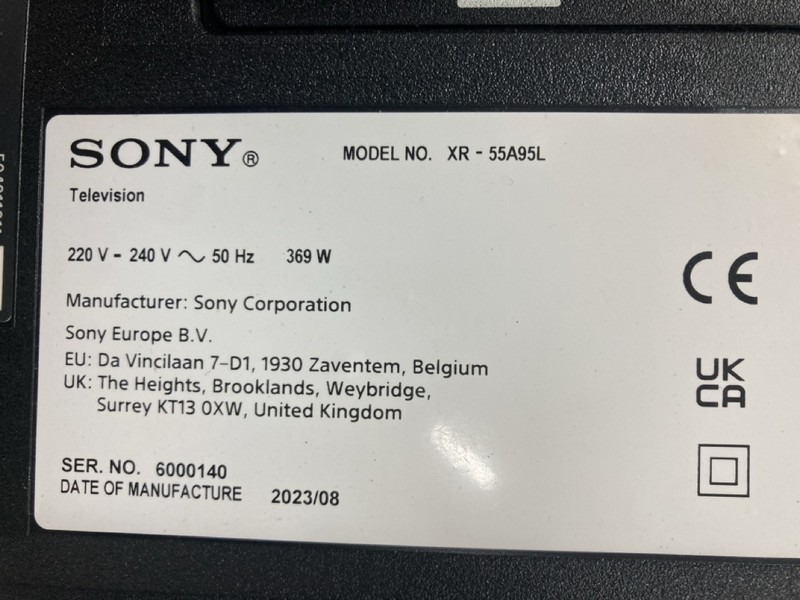 SONY®
MODEL NO. XR - 55A95L
Television
220 V - 240 V ~ 50 Hz 369 W
Manufacturer: Sony Corporation
Sony Europe B.V.
EU: Da Vincilaan 7-D1, 1930 Zaventem, Belgium
UK: The Heights, Brooklands, Weybridge,
Surrey KT13 0XW, United Kingdom
SER. NO. 6000140
DATE OF MANUFACTURE 2023/08
CE
UK
CA